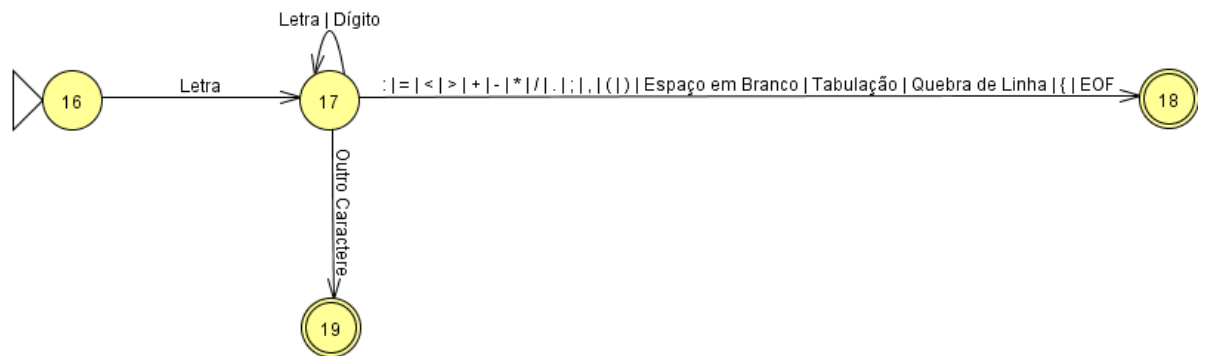 Letra | Dígito
16
Letra
17
: | = | < | > | + | - | * | / | . | ; | , | ( | ) | Espaço em Branco | Tabulação | Quebra de Linha | { | EOF
18
Outro Caractere
19